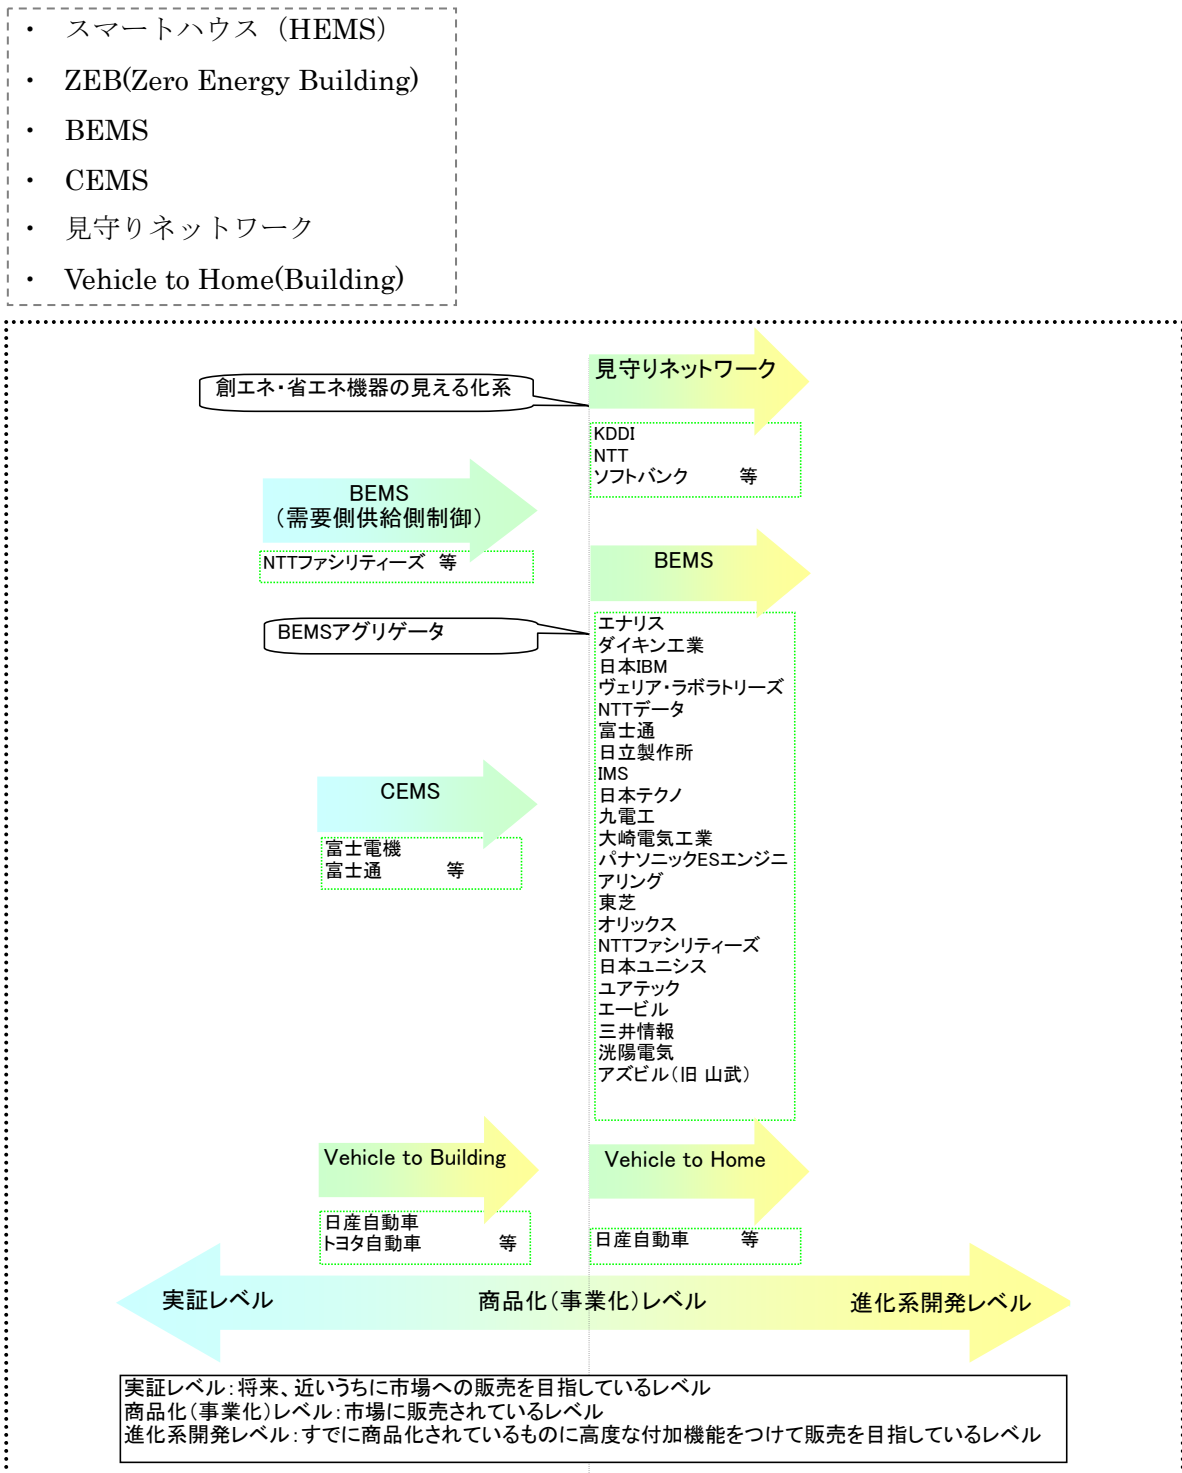 ・ スマートハウス（HEMS）
・ ZEB(Zero Energy Building)
・ BEMS
・ CEMS
・ 見守りネットワーク
・ Vehicle to Home(Building)
見守りネットワーク
創エネ・省エネ機器の見える化系
KDDI
NTT
ソフトバンク 等
BEMS
（需要側供給側制御）
NTTファシリティーズ 等
BEMS
BEMSアグリゲータ
エナリス
ダイキン工業
日本IBM
ヴェリア・ラボラトリーズ
NTTデータ
富士通
日立製作所
IMS
日本テクノ
九電工
大崎電気工業
パナソニックESエンジニ
アリング
東芝
オリックス
NTTファシリティーズ
日本ユニシス
ユアテック
エービル
三井情報
洸陽電気
アズビル（旧 山武）
CEMS
富士電機
富士通 等
Vehicle to Building
日産自動車
トヨタ自動車 等
Vehicle to Home
日産自動車 等
実証レベル
商品化（事業化）レベル
進化系開発レベル
実証レベル：将来、近いうちに市場への販売を目指しているレベル
商品化（事業化）レベル：市場に販売されているレベル
進化系開発レベル：すでに商品化されているものに高度な付加機能をつけて販売を目指しているレベル